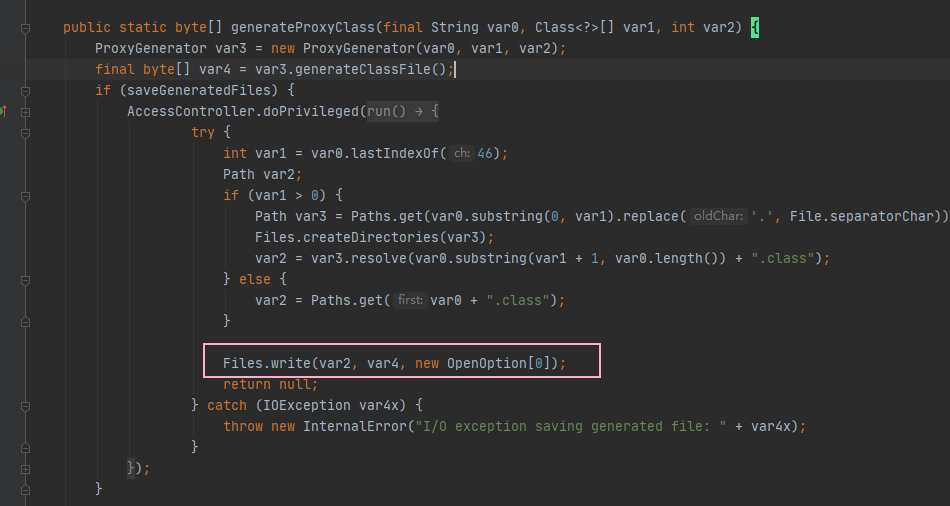 public static byte[] generateProxyClass(final String var0, Class<?>[] var1, int var2) {
ProxyGenerator var3 = new ProxyGenerator(var0, var1, var2);
final byte[] var4 = var3.generateClassFile();
if (saveGeneratedFiles) {
AccessController.doPrivileged(run() → {
try {
int var1 = var0.lastIndexOf( ch: 46);
Path var2;
if (var1 > 0) {
Path var3 = Paths.get(var0.substring(0, var1).replace( oldChar: '.', File.separatorChar))
Files.createDirectories(var3);
var2 = var3.resolve(var0.substring(var1 + 1, var0.length()) + ".class");
} else {
var2 = Paths.get( first: var0 + ".class");
}
Files.write(var2, var4, new OpenOption[0]);
return null;
} catch (IOException var4x) {
throw new InternalError("I/O exception saving generated file: " + var4x);
}
});
}